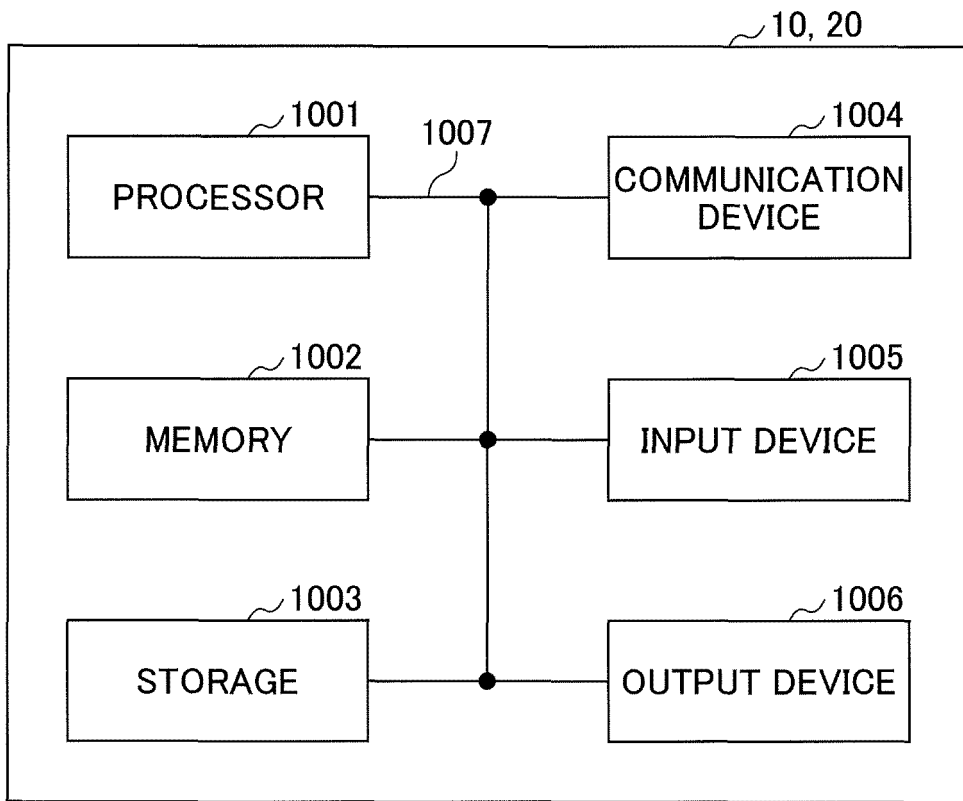 10, 20
1001
1007
1004
PROCESSOR
COMMUNICATION
DEVICE
1002
1005
MEMORY
INPUT DEVICE
1003
1006
STORAGE
OUTPUT DEVICE